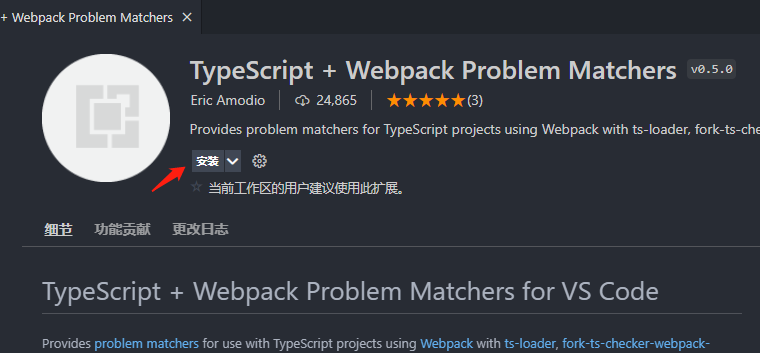 + Webpack Problem Matchers
TypeScript + Webpack Problem Matchers v0.5.0
Eric Amodio 24,865 (3)
Provides problem matchers for TypeScript projects using Webpack with ts-loader, fork-ts-che
安装
当前工作区的用户建议使用此扩展。
细节 功能贡献 更改日志
TypeScript + Webpack Problem Matchers for VS Code
Provides problem matchers for use with TypeScript projects using Webpack with ts-loader, fork-ts-checker-webpack-